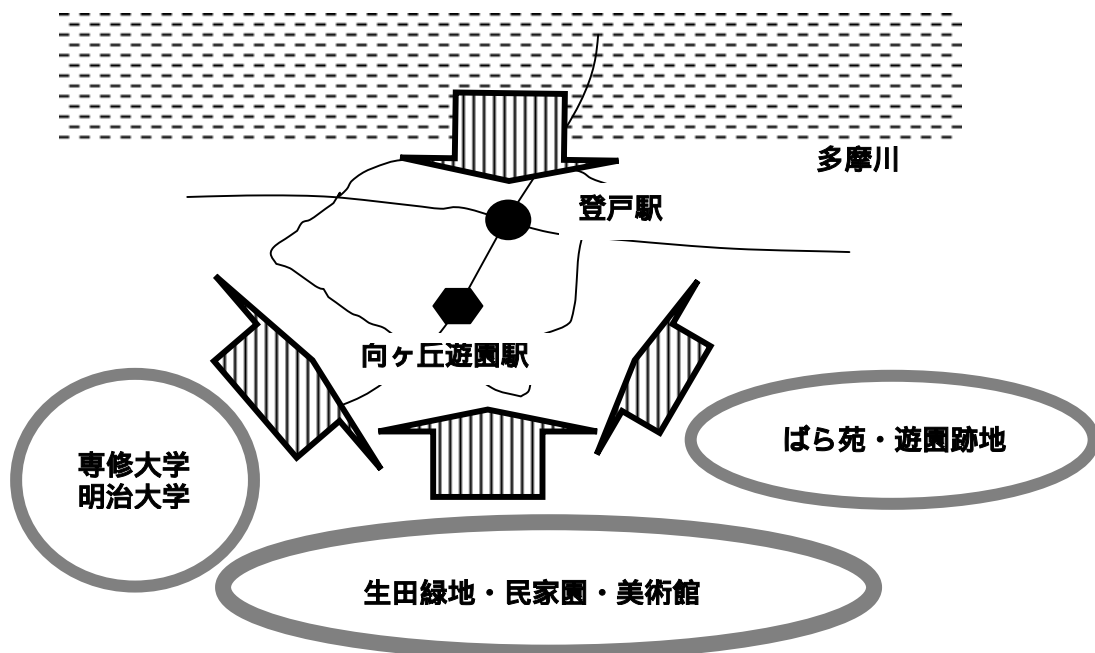 多摩川
登戸駅
向ヶ丘遊園駅
ばら苑・遊園跡地
専修大学
明治大学
生田緑地・民家園・美術館